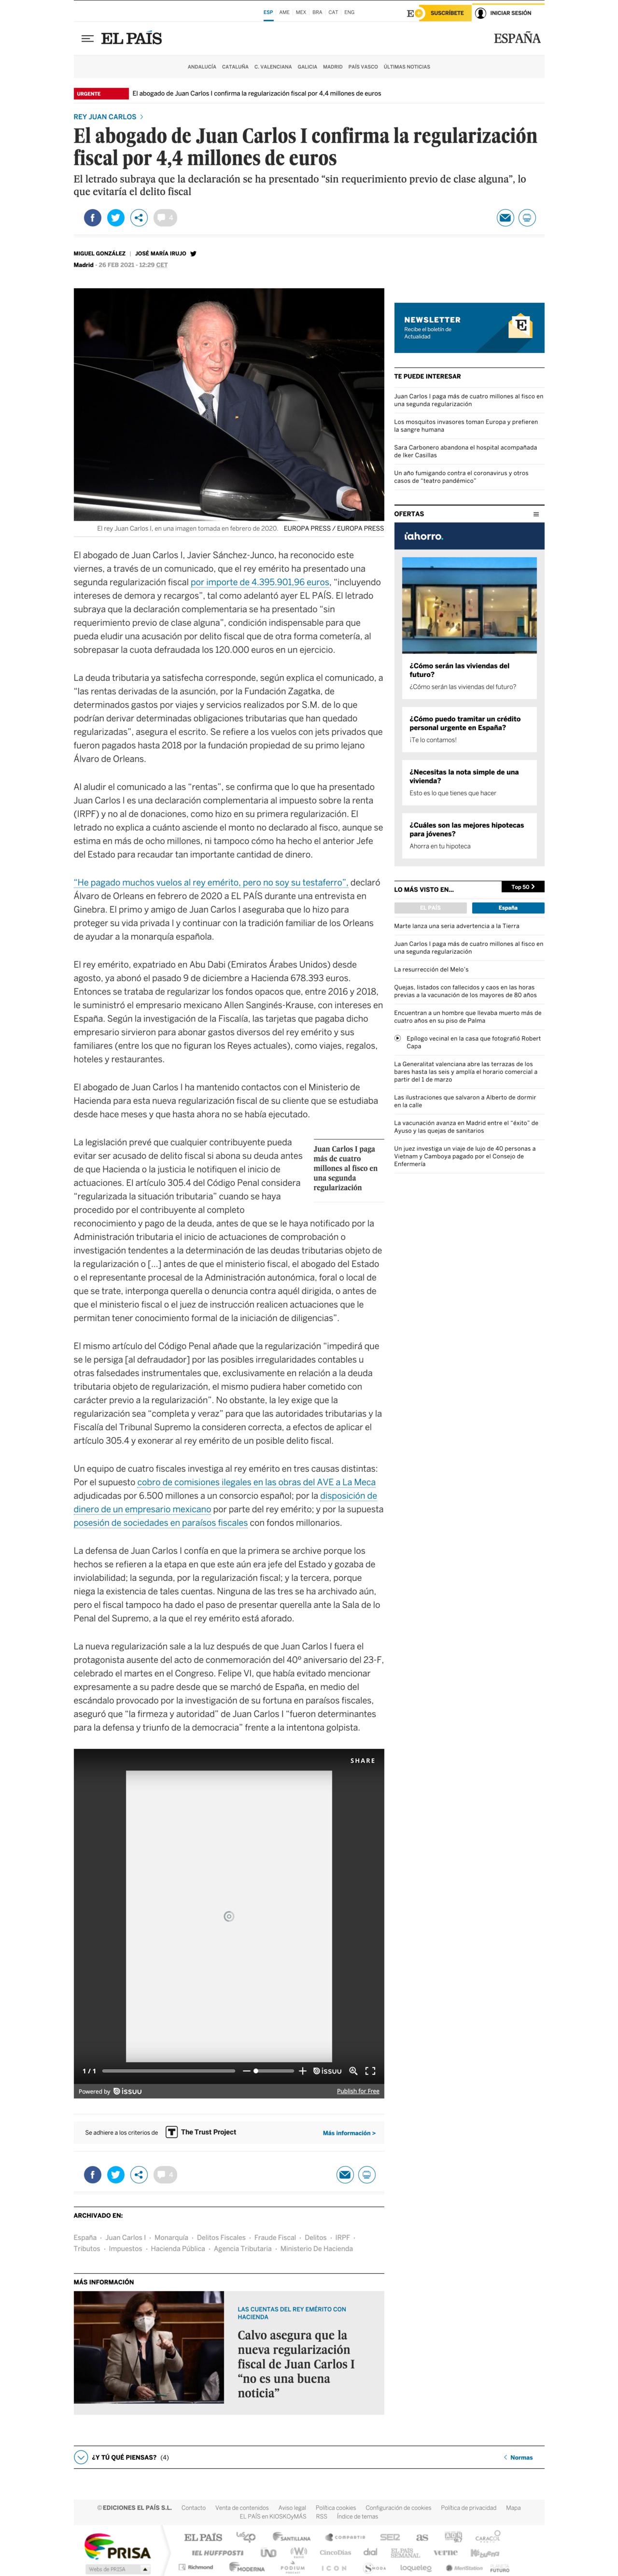 ESP AME MEX BRA CAT ENG
SUSCRÍBETE
INICIAR SESIÓN
EL PAÍS
ESPAÑA
ANDALUCÍA CATALUÑA C. VALENCIANA GALICIA MADRID PAÍS VASCO ÚLTIMAS NOTICIAS
URGENTE
El abogado de Juan Carlos I confirma la regularización fiscal por 4,4 millones de euros
REY JUAN CARLOS >
El abogado de Juan Carlos I confirma la regularización
fiscal por 4,4 millones de euros
El letrado subraya que la declaración se ha presentado “sin requerimiento previo de clase alguna”, lo
que evitaría el delito fiscal
4
MIGUEL GONZÁLEZ | JOSÉ MARÍA IRUJO
Madrid - 26 FEB 2021 - 12:29 CET
El rey Juan Carlos I, en una imagen tomada en febrero de 2020. EUROPA PRESS / EUROPA PRESS
El abogado de Juan Carlos I, Javier Sánchez-Junco, ha reconocido este
viernes, a través de un comunicado, que el rey emérito ha presentado una
segunda regularización fiscal por importe de 4.395.901,96 euros, “incluyendo
intereses de demora y recargos”, tal como adelantó ayer EL PAÍS. El letrado
subraya que la declaración complementaria se ha presentado “sin
requerimiento previo de clase alguna”, condición indispensable para que
pueda eludir una acusación por delito fiscal que de otra forma cometería, al
sobrepasar la cuota defraudada los 120.000 euros en un ejercicio.
La deuda tributaria ya satisfecha corresponde, según explica el comunicado, a
“las rentas derivadas de la asunción, por la Fundación Zagatka, de
determinados gastos por viajes y servicios realizados por S.M. de lo que
podrían derivar determinadas obligaciones tributarias que han quedado
regularizadas”, asegura el escrito. Se refiere a los vuelos con jets privados que
fueron pagados hasta 2018 por la fundación propiedad de su primo lejano
Álvaro de Orleans.
Al aludir el comunicado a las “rentas”, se confirma que lo que ha presentado
Juan Carlos I es una declaración complementaria al impuesto sobre la renta
(IRPF) y no al de donaciones, como hizo en su primera regularización. El
letrado no explica a cuánto asciende el monto no declarado al fisco, aunque se
estima en más de ocho millones, ni tampoco cómo ha hecho el anterior Jefe
del Estado para recaudar tan importante cantidad de dinero.
“He pagado muchos vuelos al rey emérito, pero no soy su testaferro”, declaró
Álvaro de Orleans en febrero de 2020 a EL PAÍS durante una entrevista en
Ginebra. El primo y amigo de Juan Carlos I aseguraba que lo hizo para
proteger su vida privada l y continuar con la tradición familiar de los Orleans
de ayudar a la monarquía española.
El rey emérito, expatriado en Abu Dabi (Emiratos Árabes Unidos) desde
agosto, ya abonó el pasado 9 de diciembre a Hacienda 678.393 euros.
Entonces se trataba de regularizar los fondos opacos que, entre 2016 y 2018,
le suministró el empresario mexicano Allen Sanginés-Krause, con intereses en
España. Según la investigación de la Fiscalía, las tarjetas que pagaba dicho
empresario sirvieron para abonar gastos diversos del rey emérito y sus
familiares (entre los que no figuran los Reyes actuales), como viajes, regalos,
hoteles y restaurantes.
El abogado de Juan Carlos I ha mantenido contactos con el Ministerio de
Hacienda para esta nueva regularización fiscal de su cliente que se estudiaba
desde hace meses y que hasta ahora no se había ejecutado.
La legislación prevé que cualquier contribuyente pueda
evitar ser acusado de delito fiscal si abona su deuda antes
de que Hacienda o la justicia le notifiquen el inicio de
actuaciones. El artículo 305.4 del Código Penal considera
“regularizada la situación tributaria” cuando se haya
procedido por el contribuyente al completo
reconocimiento y pago de la deuda, antes de que se le haya notificado por la
Administración tributaria el inicio de actuaciones de comprobación o
investigación tendentes a la determinación de las deudas tributarias objeto de
la regularización o [...] antes de que el ministerio fiscal, el abogado del Estado
o el representante procesal de la Administración autonómica, foral o local de
que se trate, interponga querella o denuncia contra aquél dirigida, o antes de
que el ministerio fiscal o el juez de instrucción realicen actuaciones que le
permitan tener conocimiento formal de la iniciación de diligencias”.
Juan Carlos I paga
más de cuatro
millones al fisco en
una segunda
regularización
El mismo artículo del Código Penal añade que la regularización “impedirá que
se le persiga [al defraudador] por las posibles irregularidades contables u
otras falsedades instrumentales que, exclusivamente en relación a la deuda
tributaria objeto de regularización, el mismo pudiera haber cometido con
carácter previo a la regularización”. No obstante, la ley exige que la
regularización sea “completa y veraz” para que las autoridades tributarias y la
Fiscalía del Tribunal Supremo la consideren correcta, a efectos de aplicar el
artículo 305.4 y exonerar al rey emérito de un posible delito fiscal.
Un equipo de cuatro fiscales investiga al rey emérito en tres causas distintas:
Por el supuesto cobro de comisiones ilegales en las obras del AVE a La Meca
adjudicadas por 6.500 millones a un consorcio español; por la disposición de
dinero de un empresario mexicano por parte del rey emérito; y por la supuesta
posesión de sociedades en paraísos fiscales con fondos millonarios.
La defensa de Juan Carlos I confía en que la primera se archive porque los
hechos se refieren a la etapa en que este aún era jefe del Estado y gozaba de
inviolabilidad; la segunda, por la regularización fiscal; y la tercera, porque
niega la existencia de tales cuentas. Ninguna de las tres se ha archivado aún,
pero el fiscal tampoco ha dado el paso de presentar querella ante la Sala de lo
Penal del Supremo, a la que el rey emérito está aforado.
La nueva regularización sale a la luz después de que Juan Carlos I fuera el
protagonista ausente del acto de conmemoración del 40º aniversario del 23-F,
celebrado el martes en el Congreso. Felipe VI, que había evitado mencionar
expresamente a su padre desde que se marchó de España, en medio del
escándalo provocado por la investigación de su fortuna en paraísos fiscales,
aseguró que “la firmeza y autoridad” de Juan Carlos I “fueron determinantes
para la defensa y triunfo de la democracia” frente a la intentona golpista.
SHARE
1 / 1
issuu
Powered by issuu
Publish for Free
Se adhiere a los criterios de The Trust Project
Más información >
4
ARCHIVADO EN:
España · Juan Carlos I · Monarquía · Delitos Fiscales · Fraude Fiscal · Delitos · IRPF ·
Tributos · Impuestos · Hacienda Pública · Agencia Tributaria · Ministerio De Hacienda
MÁS INFORMACIÓN
LAS CUENTAS DEL REY EMÉRITO CON
HACIENDA
Calvo asegura que la
nueva regularización
fiscal de Juan Carlos I
“no es una buena
noticia”
¿Y TÚ QUÉ PIENSAS? (4)
Normas
NEWSLETTER
Recibe el boletín de
Actualidad
TE PUEDE INTERESAR
Juan Carlos I paga más de cuatro millones al fisco en
una segunda regularización
Los mosquitos invasores toman Europa y prefieren
la sangre humana
Sara Carbonero abandona el hospital acompañada
de Iker Casillas
Un año fumigando contra el coronavirus y otros
casos de “teatro pandémico”
OFERTAS
iahorro.
¿Cómo serán las viviendas del
futuro?
¿Cómo serán las viviendas del futuro?
¿Cómo puedo tramitar un crédito
personal urgente en España?
¡Te lo contamos!
¿Necesitas la nota simple de una
vivienda?
Esto es lo que tienes que hacer
¿Cuáles son las mejores hipotecas
para jóvenes?
Ahorra en tu hipoteca
LO MÁS VISTO EN...
Top 50
EL PAÍS
España
Marte lanza una seria advertencia a la Tierra
Juan Carlos I paga más de cuatro millones al fisco en
una segunda regularización
La resurrección del Melo’s
Quejas, listados con fallecidos y caos en las horas
previas a la vacunación de los mayores de 80 años
Encuentran a un hombre que llevaba muerto más de
cuatro años en su piso de Palma
Epílogo vecinal en la casa que fotografió Robert
Capa
La Generalitat valenciana abre las terrazas de los
bares hasta las seis y amplía el horario comercial a
partir del 1 de marzo
Las ilustraciones que salvaron a Alberto de dormir
en la calle
La vacunación avanza en Madrid entre el “éxito” de
Ayuso y las quejas de sanitarios
Un juez investiga un viaje de lujo de 40 personas a
Vietnam y Camboya pagado por el Consejo de
Enfermería
© EDICIONES EL PAÍS S.L. Contacto Venta de contenidos Aviso legal Política cookies Configuración de cookies Política de privacidad Mapa
EL PAÍS en KIOSKOyMÁS RSS Índice de temas
PRISA
Webs de PRISA
EL PAÍS
SANTILLANA
COMPARTIR
as
CARACOL
EL HUFFPOST
CincoDías
dial
EL PAÍS
SEMANAL
Richmond
MODERNA
PODIUM
ICON
MODA
loqueleo
Meristation
FUTURO